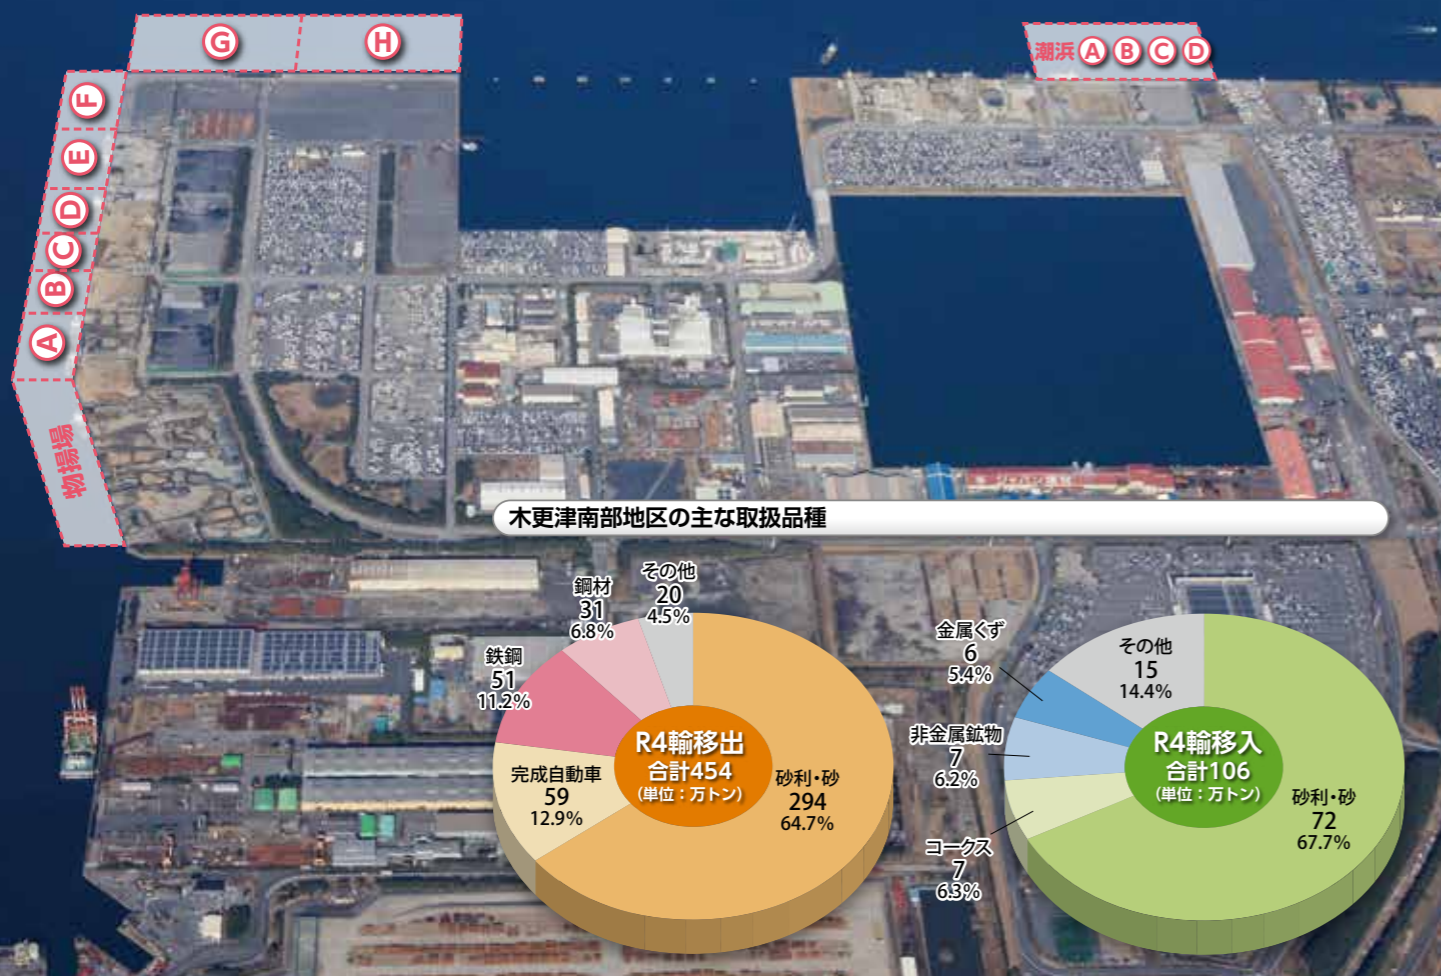 G
H
潮浜 A B C D
F
E
D
C
B
A
物揚場
木更津南部地区の主な取扱品種
その他
20
4.5%
鋼材
31
6.8%
鉄鋼
51
11.2%
完成自動車
59
12.9%
砂利・砂
294
64.7%
R4輸移出
合計454
(単位:万トン)
その他
15
14.4%
金属くず
6
5.4%
非金属鉱物
7
6.2%
コークス
7
6.3%
砂利・砂
72
67.7%
R4輸移入
合計106
(単位:万トン)